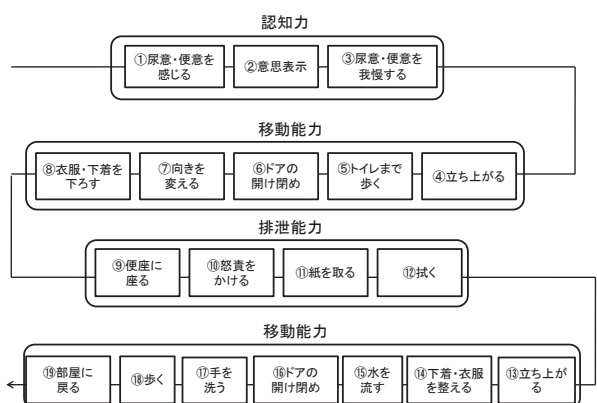 認知力
①尿意・便意を
感じる
②意思表示
③尿意・便意を
我慢する
移動能力
⑧衣服・下着を
下ろす
⑦向きを
変える
⑥ドアの
開け閉め
⑤トイレまで
歩く
④立ち上がる
排泄能力
⑨便座に
座る
⑩怒責を
かける
⑪紙を取る
⑫拭く
移動能力
⑲部屋に
戻る
⑱歩く
⑰手を
洗う
⑯ドアの
開け閉め
⑮水を
流す
⑭下着・衣服
を整える
⑬立ち上が
る